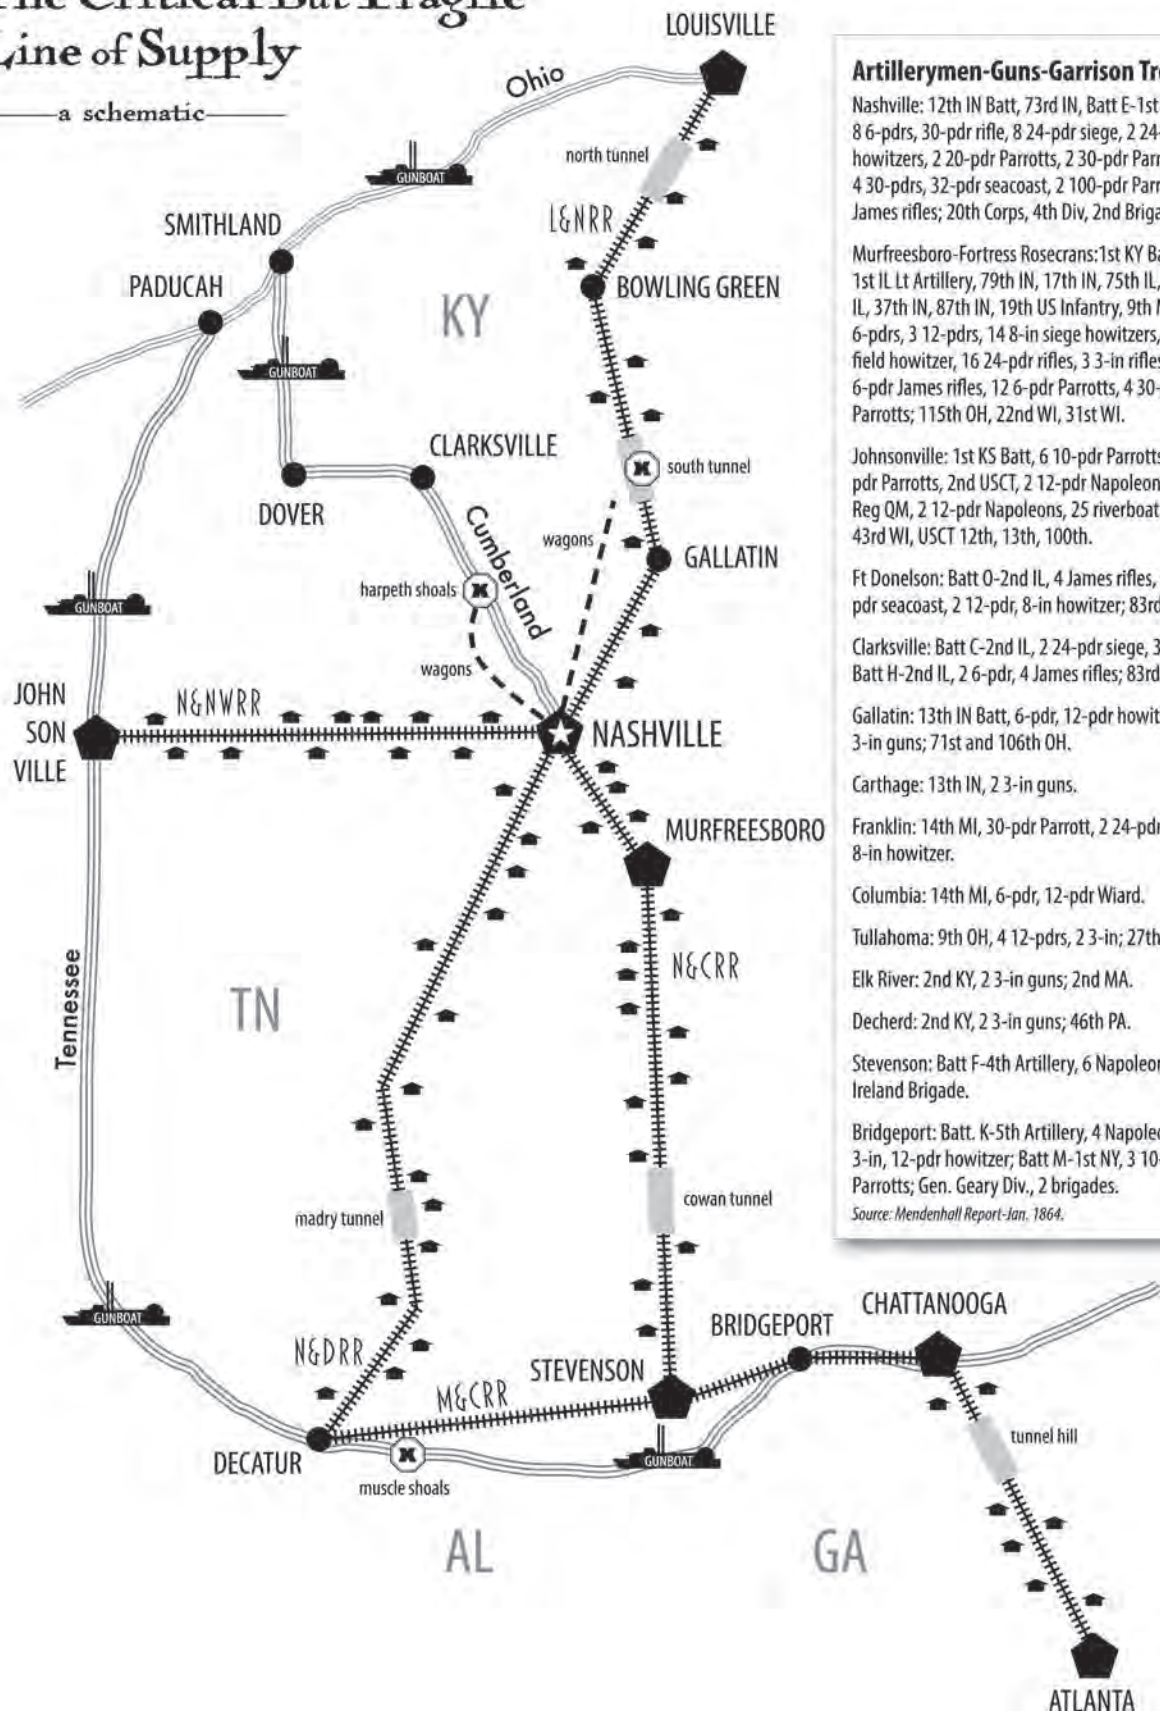 The Critical But Fragile
Line of Supply
a schematic
LOUISVILLE
Ohio
north tunnel
GUNBOAT
SMITHLAND
L&NRR
PADUCAH
BOWLING GREEN
KY
GUNBOAT
CLARKSVILLE
south tunnel
DOVER
Cumberland
wagons
GALLATIN
harpeth shoals
GUNBOAT
wagons
JOHN
SON
VILLE
N&NWRR
NASHVILLE
MURFREESBORO
N&CRR
Tennessee
TN
cowan tunnel
madry tunnel
GUNBOAT
N&DRR
BRIDGEPORT
CHATTANOOGA
STEVENSON
M&CRR
tunnel hill
DECATUR
GUNBOAT
muscle shoals
AL
GA
ATLANTA
Artillerymen-Guns-Garrison
Nashville: 12th IN Batt, 73rd IN, Batt E-1st
8 6-pdrs, 30-pdr rifle, 8 24-pdr siege, 2 24-
howitzers, 2 20-pdr Parrotts, 2 30-pdr
4 30-pdrs, 32-pdr seacoast, 2 100-pdr
James rifles; 20th Corps, 4th Div, 2nd
Murfreesboro-Fortress Rosecrans:1st KY
1st IL Lt Artillery, 79th IN, 17th IN, 75th IL,
IL, 37th IN, 87th IN, 19th US Infantry, 9th
6-pdrs, 3 12-pdrs, 14 8-in siege howitzers,
field howitzer, 16 24-pdr rifles, 3 3-in rifles
6-pdr James rifles, 12 6-pdr Parrotts, 4 30-
Parrotts; 115th OH, 22nd WI, 31st WI.
Johnsonville: 1st KS Batt, 6 10-pdr Parrotts
pdr Parrotts, 2nd USCT, 2 12-pdr Napoleon
Reg QM, 2 12-pdr Napoleons, 25 riverboat
43rd WI, USCT 12th, 13th, 100th.
Ft Donelson: Batt O-2nd IL, 4 James rifles,
pdr seacoast, 2 12-pdr, 8-in howitzer; 83rd
Clarksville: Batt C-2nd IL, 2 24-pdr siege, 3
Batt H-2nd IL, 2 6-pdr, 4 James rifles; 83rd
Gallatin: 13th IN Batt, 6-pdr, 12-pdr
3-in guns; 71st and 106th OH.
Carthage: 13th IN, 2 3-in guns.
Franklin: 14th MI, 30-pdr Parrott, 2 24-pdr
8-in howitzer.
Columbia: 14th MI, 6-pdr, 12-pdr Wiard.
Tullahoma: 9th OH, 4 12-pdrs, 2 3-in; 27th
Elk River: 2nd KY, 2 3-in guns; 2nd MA.
Decherd: 2nd KY, 2 3-in guns; 46th PA.
Stevenson: Batt F-4th Artillery, 6 Napoleon
Ireland Brigade.
Bridgeport: Batt. K-5th Artillery, 4
3-in, 12-pdr howitzer; Batt M-1st NY, 3 10-
Parrotts; Gen. Geary Div., 2 brigades.
Source: Mendenhall Report-Jan. 1864.